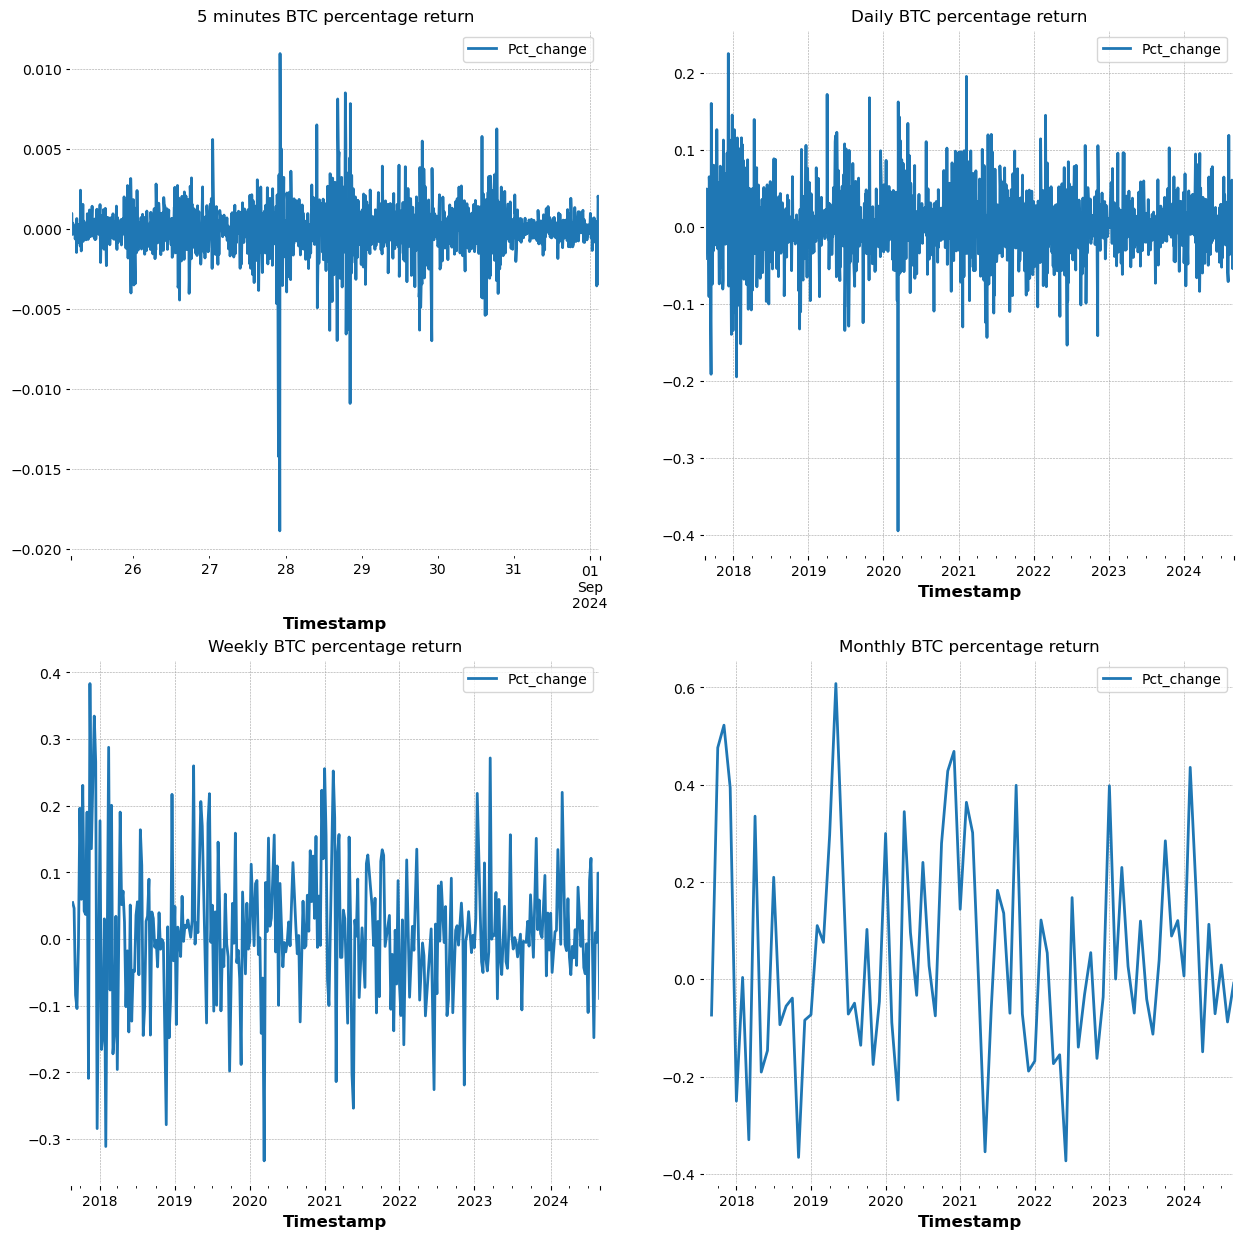 5 minutes BTC percentage return
Pct_change
0.010
0.005
0.000
−0.005
−0.010
−0.015
−0.020
26 27 28 29 30 31 01
Sep
2024
Timestamp
Daily BTC percentage return
Pct_change
0.2
0.1
0.0
−0.1
−0.2
−0.3
−0.4
2018 2019 2020 2021 2022 2023 2024
Timestamp
Weekly BTC percentage return
Pct_change
0.4
0.3
0.2
0.1
0.0
−0.1
−0.2
−0.3
2018 2019 2020 2021 2022 2023 2024
Timestamp
Monthly BTC percentage return
Pct_change
0.6
0.4
0.2
0.0
−0.2
−0.4
2018 2019 2020 2021 2022 2023 2024
Timestamp